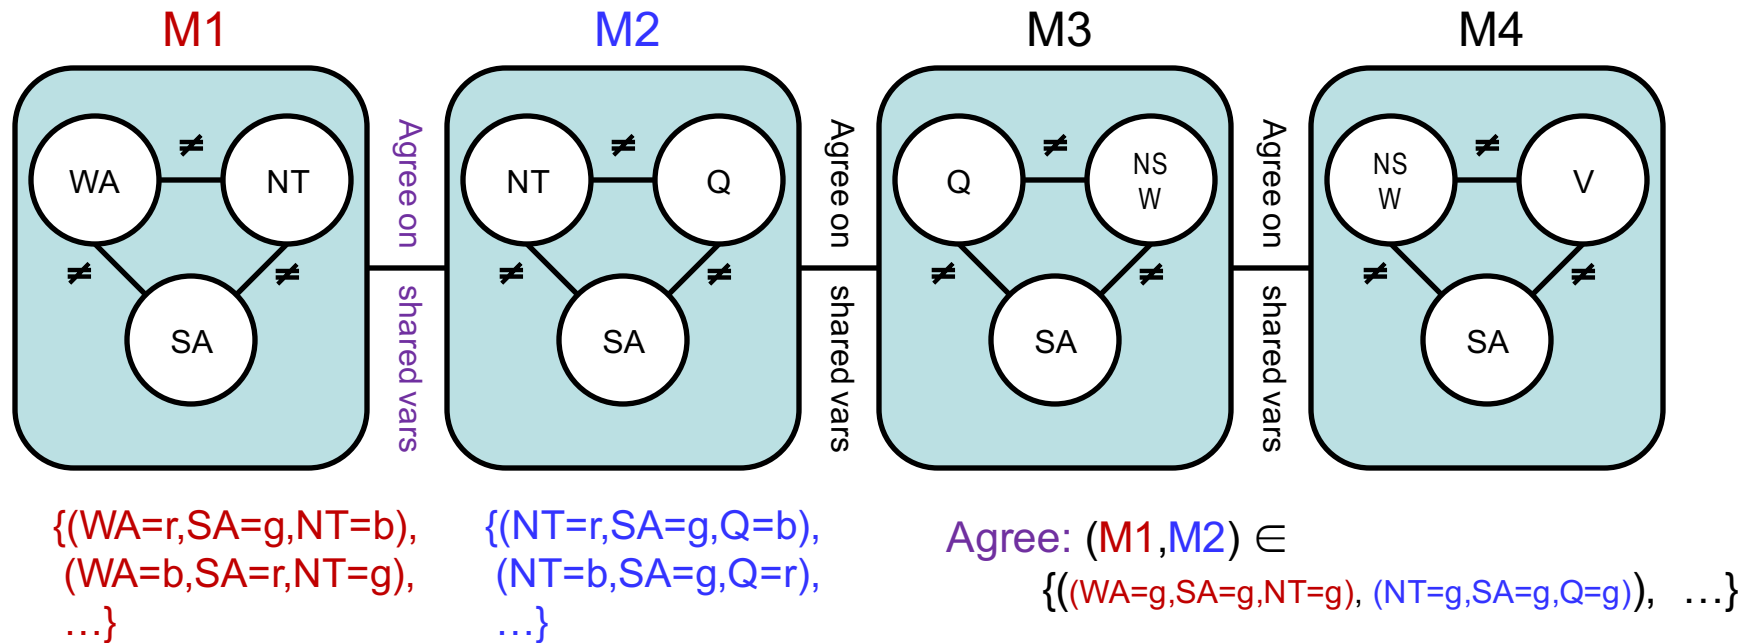 M1 M2 M3 M4
WA ≠ NT
≠ ≠
SA
Agree on shared vars
NT ≠ Q
≠ ≠
SA
Agree on shared vars
Q ≠ NS
W
≠ ≠
SA
Agree on shared vars
NS
W ≠ V
≠ ≠
SA
{(WA=r,SA=g,NT=b),
(WA=b,SA=r,NT=g),
…}
{(NT=r,SA=g,Q=b),
(NT=b,SA=g,Q=r),
…}
Agree: (M1,M2) ∈
{((WA=g,SA=g,NT=g), (NT=g,SA=g,Q=g)), …}